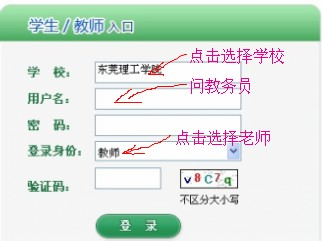 学生/教师入口
点击选择学校
学 校： 东莞理工学院
问教务员
用户名：
密 码：
点击选择老师
登录身份： 教师
验证码： v8C7q
不区分大小写
登 录